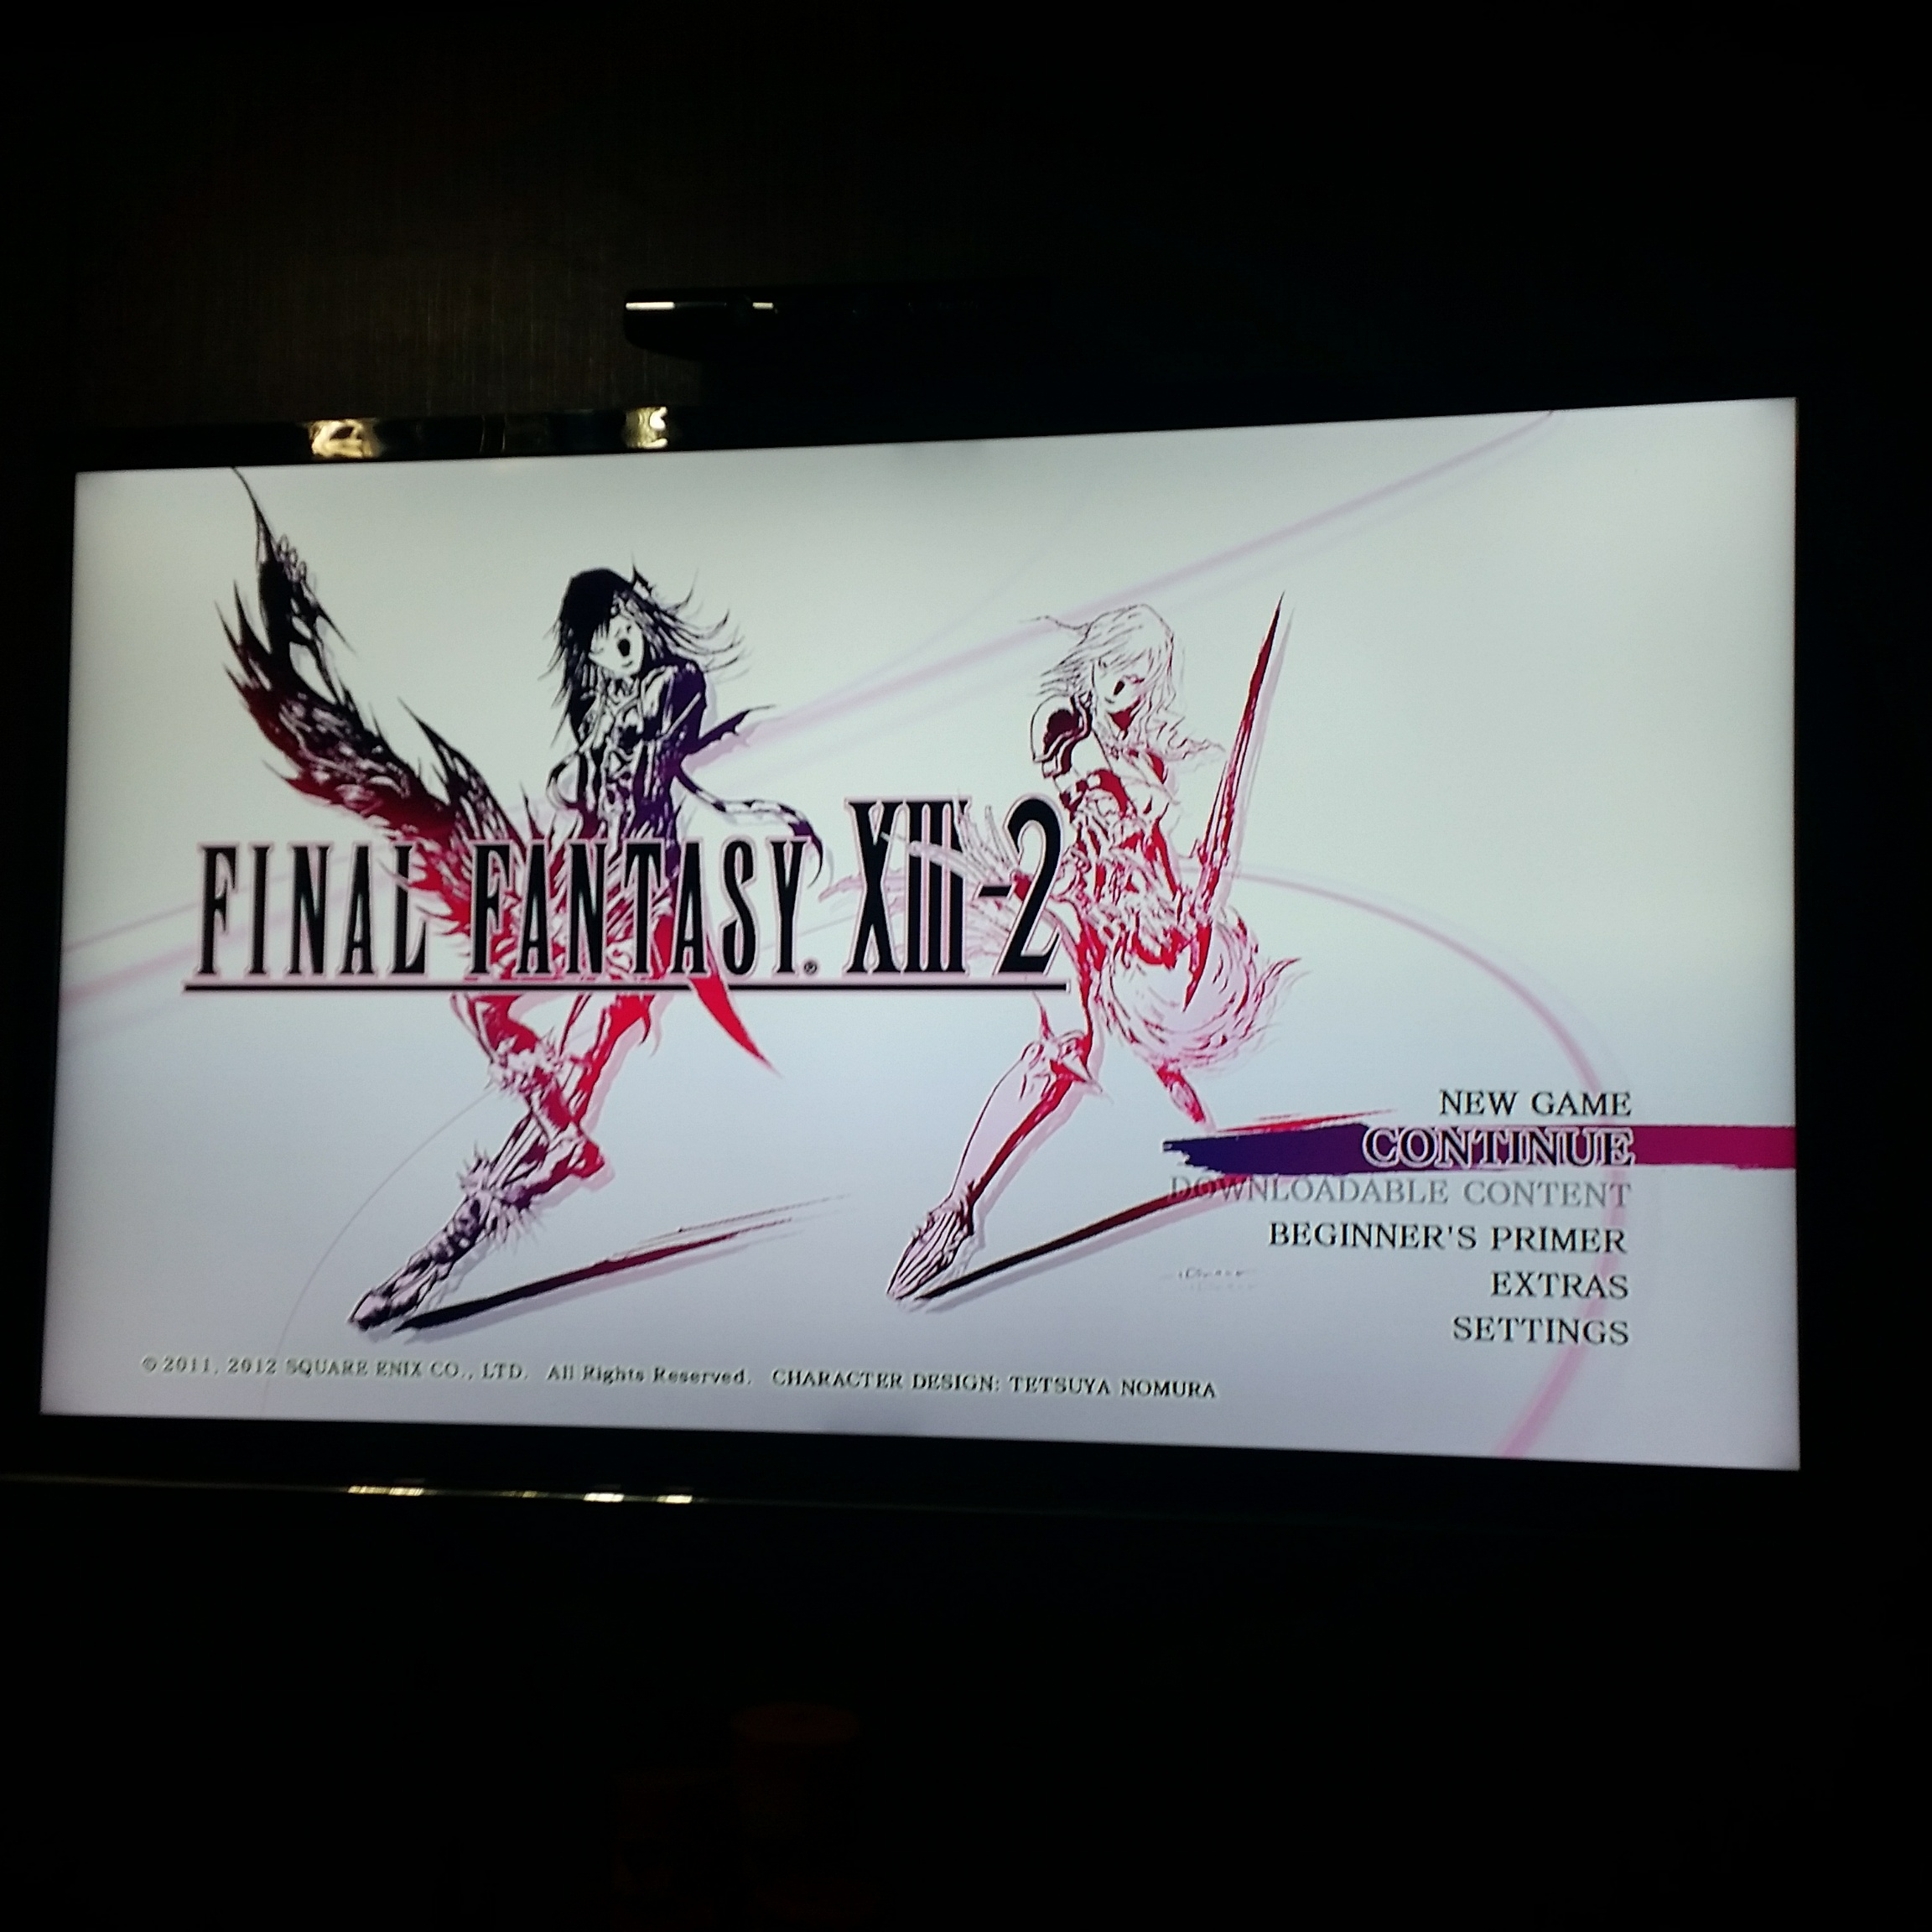 FINAL FANTASY® XIII-2
NEW GAME
CONTINUE
DOWNLOADABLE CONTENT
BEGINNER'S PRIMER
EXTRAS
SETTINGS
© 2011, 2012 SQUARE ENIX CO., LTD. All Rights Reserved. CHARACTER DESIGN: TETSUYA NOMURA